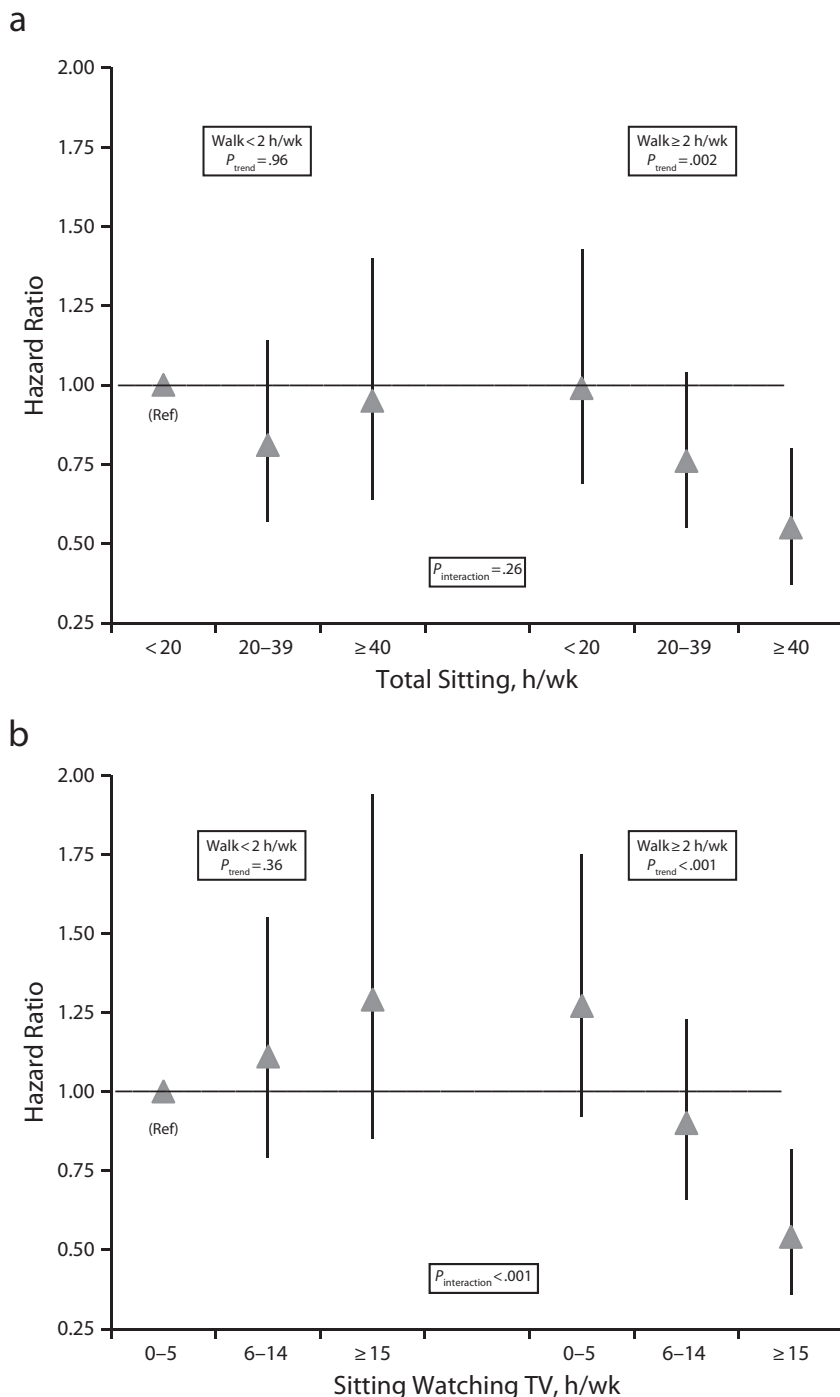 a
2.00
Walk < 2 h/wk
Ptrend = .96
Walk ≥ 2 h/wk
Ptrend = .002
1.75
1.50
1.25
Hazard Ratio
1.00
(Ref)
0.75
0.50
Pinteraction = .26
0.25
<20 20–39 ≥40 <20 20–39 ≥40
Total Sitting, h/wk
b
2.00
Walk < 2 h/wk
Ptrend = .36
Walk ≥ 2 h/wk
Ptrend < .001
1.75
1.50
1.25
Hazard Ratio
1.00
(Ref)
0.75
0.50
Pinteraction < .001
0.25
0–5 6–14 ≥15 0–5 6–14 ≥15
Sitting Watching TV, h/wk